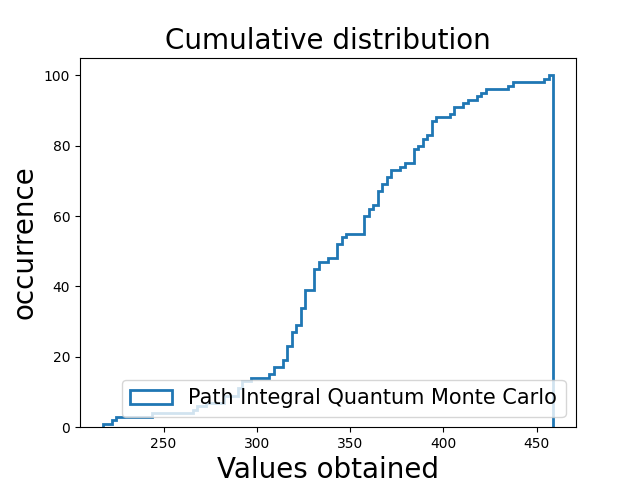 Cumulative distribution
occurrence
100
80
60
40
20
0
Path Integral Quantum Monte Carlo
250 300 350 400 450
Values obtained